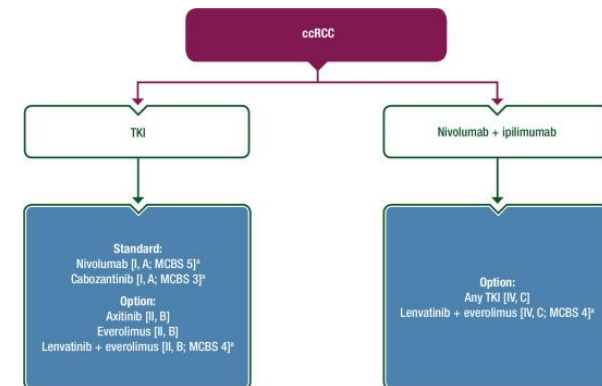 ccRCC
TKI
Nivolumab + ipilimumab
Standard:
Nivolumab [I, A; MCBS 5]ᵃ
Cabozantinib [I, A; MCBS 3]ᵃ
Option:
Axitinib [II, B]
Everolimus [II, B]
Lenvatinib + everolimus [II, B; MCBS 4]ᵃ
Option:
Any TKI [IV, C]
Lenvatinib + everolimus [IV, C; MCBS 4]ᵃ